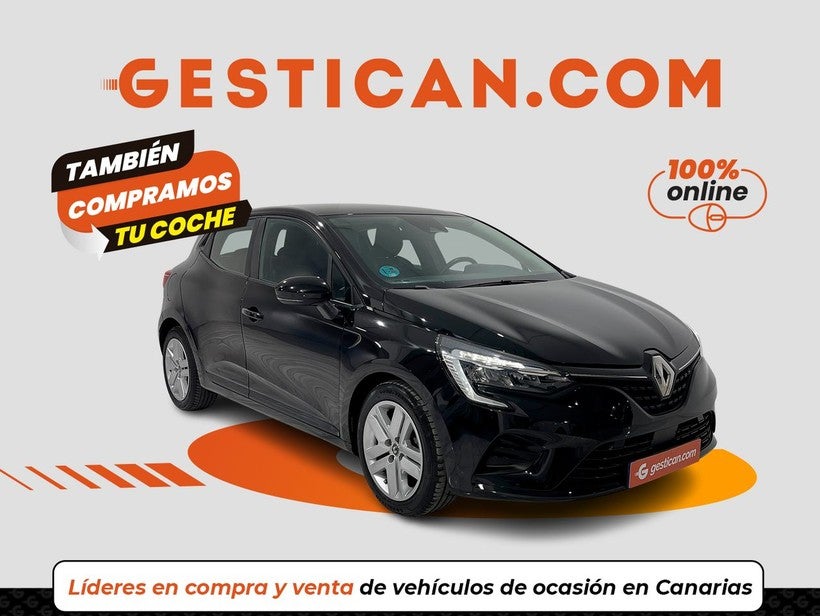 GESTICAN.COM
TAMBIÉN
COMPRAMOS
TU COCHE
100%
online
gestican.com
Líderes en compra y venta de vehículos de ocasión en Canarias